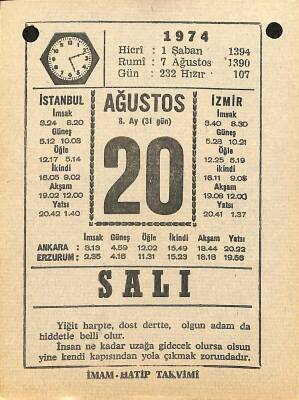 1974
Hicrî : 1 Şaban 1394
Rumî : 7 Ağustos 1390
Gün : 232 Hızır 107
İSTANBUL
İmsak
3.24 8.20
Güneş
5.12 10.08
Öğle
12.17 5.14
İkindi
16.05 9.02
Akşam
19.02 12.00
Yatsı
20.42 1.40
AĞUSTOS
8. Ay (31 gün)
20
İZMİR
İmsak
3.40 8.30
Güneş
5.23 10.21
Öğle
12.25 5.19
İkindi
16.11 9.05
Akşam
19.06 12.00
Yatsı
20.41 1.37
İmsak Güneş Öğle İkindi Akşam Yatsı
ANKARA : 3.13 4.59 12.02 15.49 18.44 20.22
ERZURUM : 2.35 4.16 11.31 15.23 18.18 19.56
SALI
Yiğit harpte, dost dertte, olgun adam da
hiddetle belli olur.
İnsan ne kadar uzağa gidecek olursa olsun
yine kendi kapısından yola çıkmak zorundadır.
İMAM-HATİP TAKVİMİ